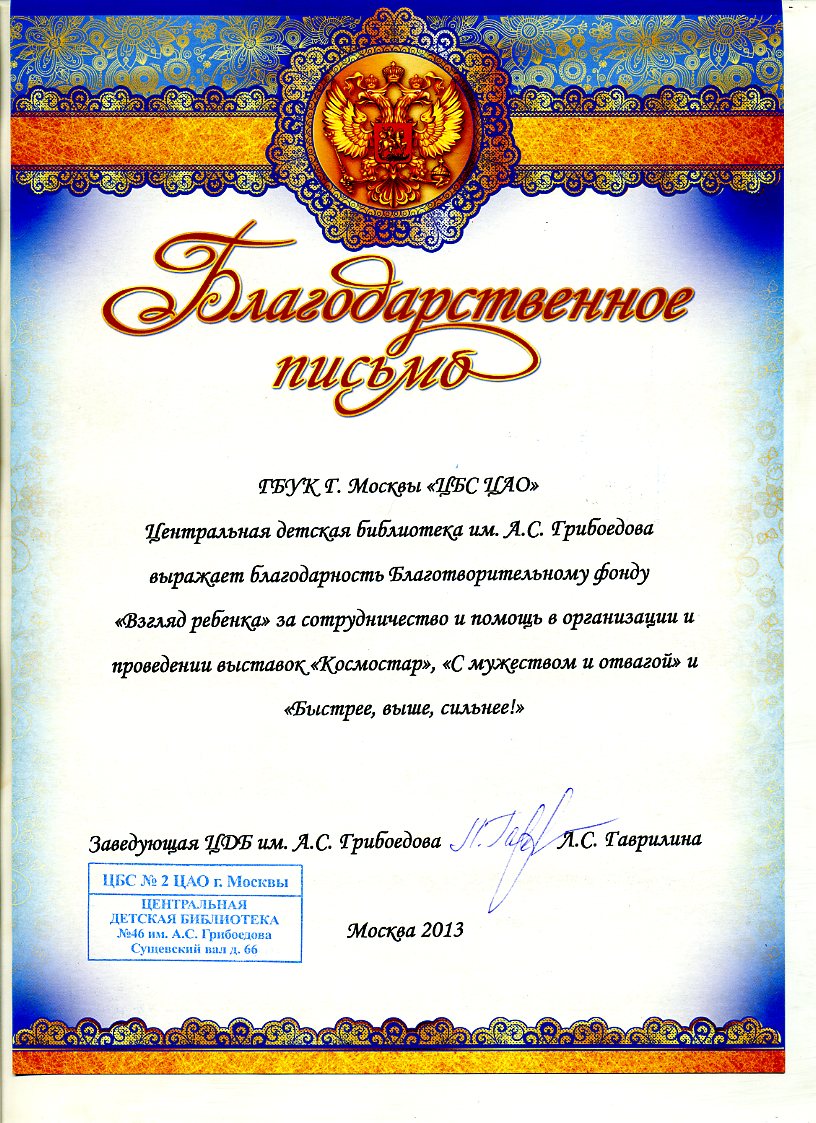 Благодарственное
письмо
ГБУК Г. Москвы «ЦБС ЦАО»
Центральная детская библиотека им. А.С. Грибоедова
выражает благодарность Благотворительному фонду
«Взгляд ребенка» за сотрудничество и помощь в организации и
проведении выставок «Космостар», «С мужеством и отвагой» и
«Быстрее, выше, сильнее!»
Заведующая ЦДБ им. А.С. Грибоедова Л.С. Гаврилина
ЦБС № 2 ЦАО г. Москвы
ЦЕНТРАЛЬНАЯ
ДЕТСКАЯ БИБЛИОТЕКА
№46 им. А.С. Грибоедова
Сущевский вал д. 66
Москва 2013